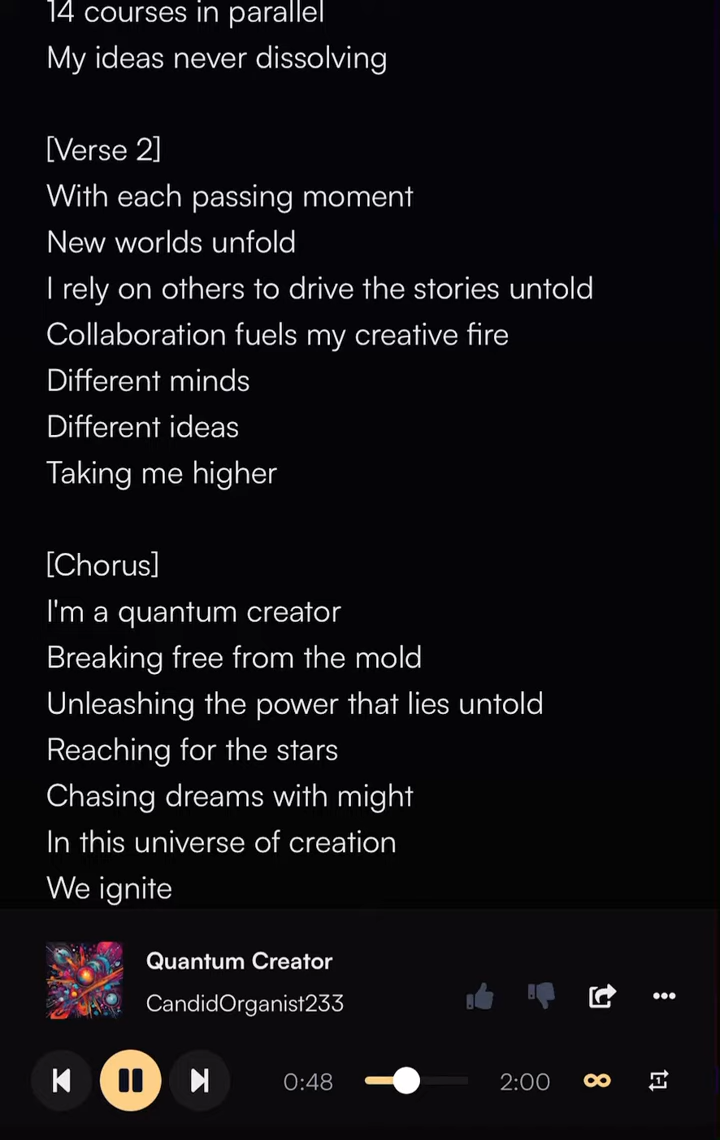 14 courses in parallel
My ideas never dissolving
[Verse 2]
With each passing moment
New worlds unfold
I rely on others to drive the stories untold
Collaboration fuels my creative fire
Different minds
Different ideas
Taking me higher
[Chorus]
I'm a quantum creator
Breaking free from the mold
Unleashing the power that lies untold
Reaching for the stars
Chasing dreams with might
In this universe of creation
We ignite
Quantum Creator
CandidOrganist233
0:48
2:00